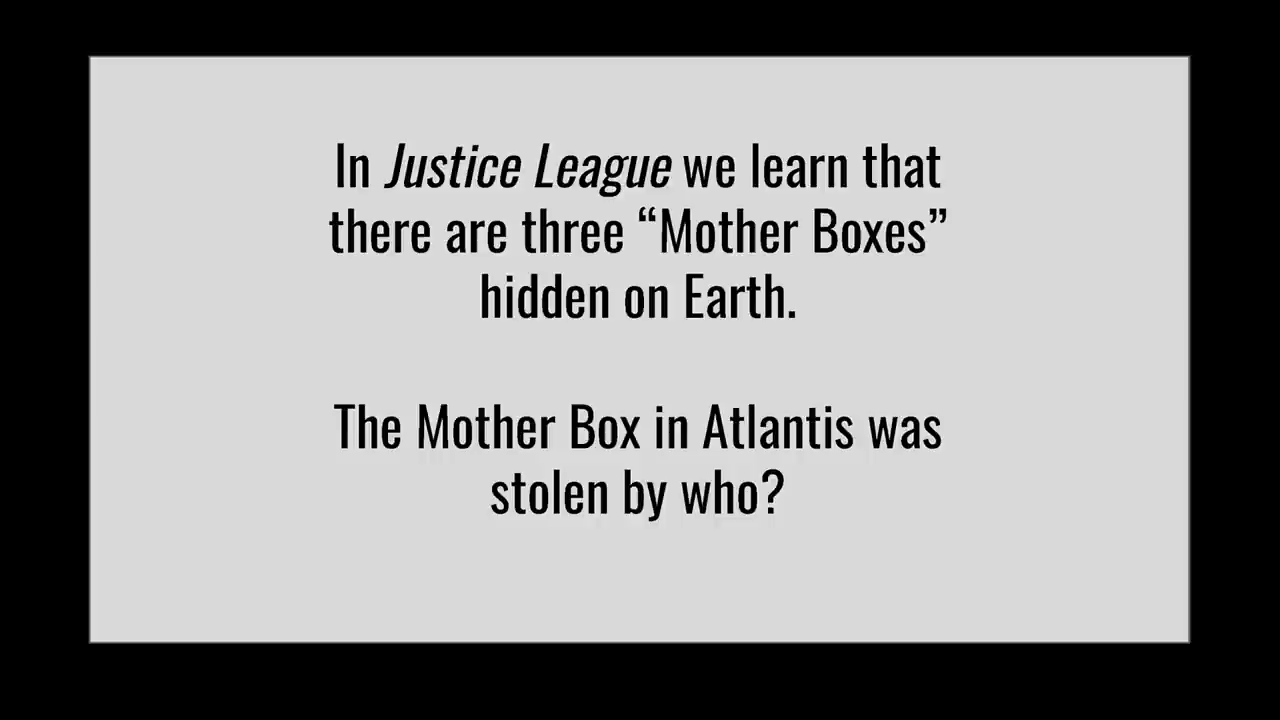 In Justice League we learn that
there are three “Mother Boxes”
hidden on Earth.
The Mother Box in Atlantis was
stolen by who?